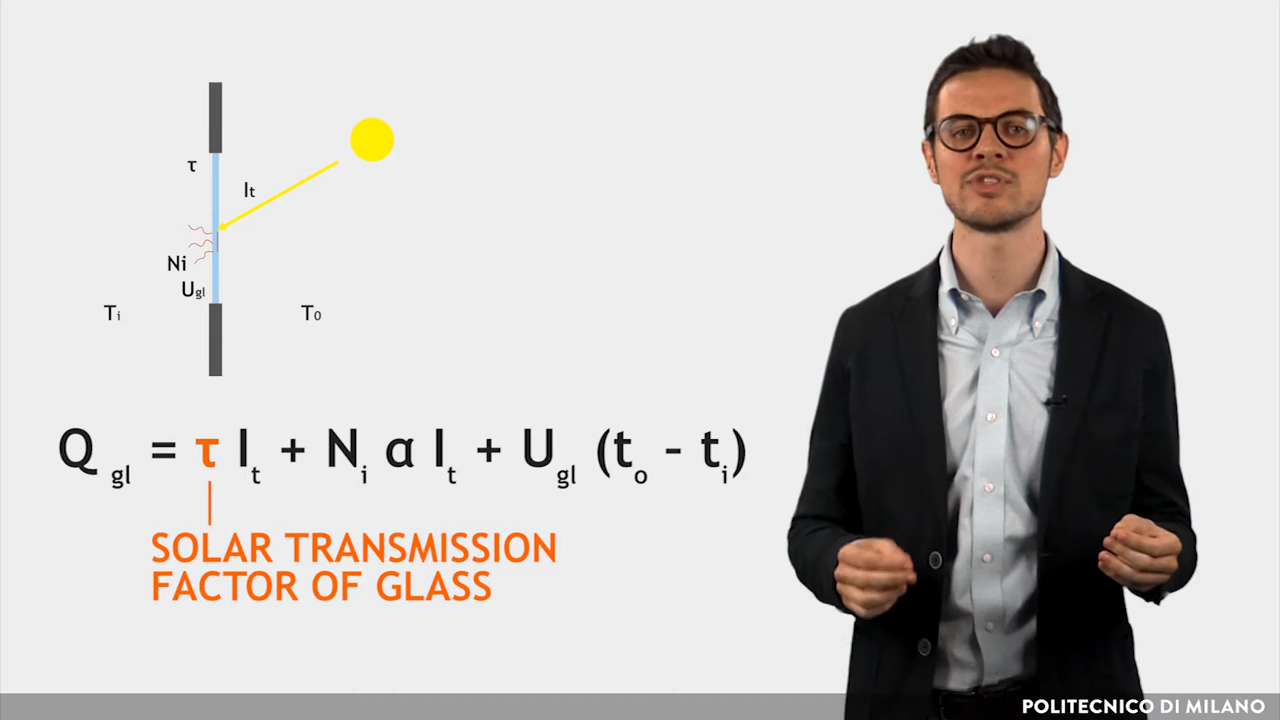 τ
It
Ni
Ugl
Ti
T0
Q gl = τ It + Ni α It + Ugl (to - ti)
SOLAR TRANSMISSION
FACTOR OF GLASS
POLITECNICO DI MILANO